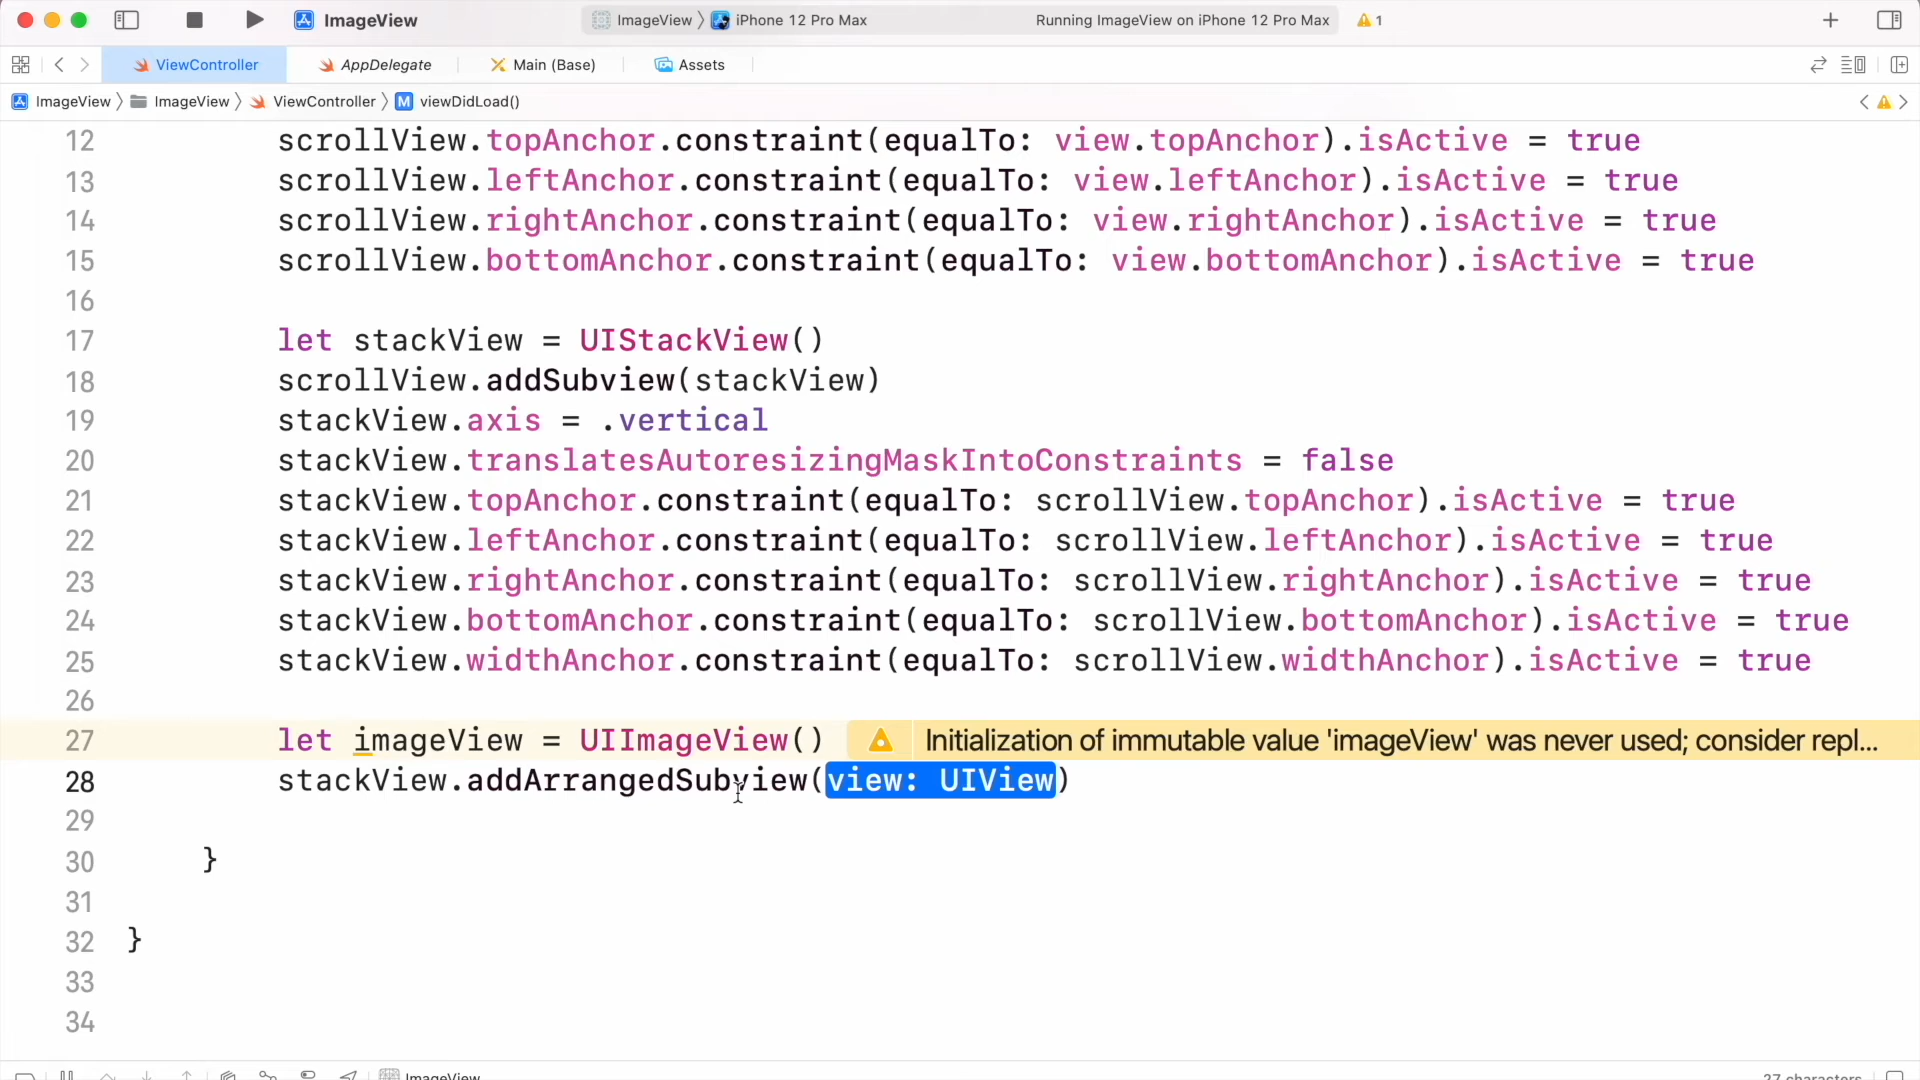 ImageView
ImageView 〉 iPhone 12 Pro Max
Running ImageView on iPhone 12 Pro Max
1
ViewController
AppDelegate
Main (Base)
Assets
ImageView 〉 ImageView 〉 ViewController 〉 M viewDidLoad()
12 scrollView.topAnchor.constraint(equalTo: view.topAnchor).isActive = true
13 scrollView.leftAnchor.constraint(equalTo: view.leftAnchor).isActive = true
14 scrollView.rightAnchor.constraint(equalTo: view.rightAnchor).isActive = true
15 scrollView.bottomAnchor.constraint(equalTo: view.bottomAnchor).isActive = true
16
17 let stackView = UIStackView()
18 scrollView.addSubview(stackView)
19 stackView.axis = .vertical
20 stackView.translatesAutoresizingMaskIntoConstraints = false
21 stackView.topAnchor.constraint(equalTo: scrollView.topAnchor).isActive = true
22 stackView.leftAnchor.constraint(equalTo: scrollView.leftAnchor).isActive = true
23 stackView.rightAnchor.constraint(equalTo: scrollView.rightAnchor).isActive = true
24 stackView.bottomAnchor.constraint(equalTo: scrollView.bottomAnchor).isActive = true
25 stackView.widthAnchor.constraint(equalTo: scrollView.widthAnchor).isActive = true
26
27 let imageView = UIImageView() Initialization of immutable value 'imageView' was never used; consider repl...
28 stackView.addArrangedSubview(view: UIView)
29
30 }
31
32 }
33
34
ImageView
27 characters